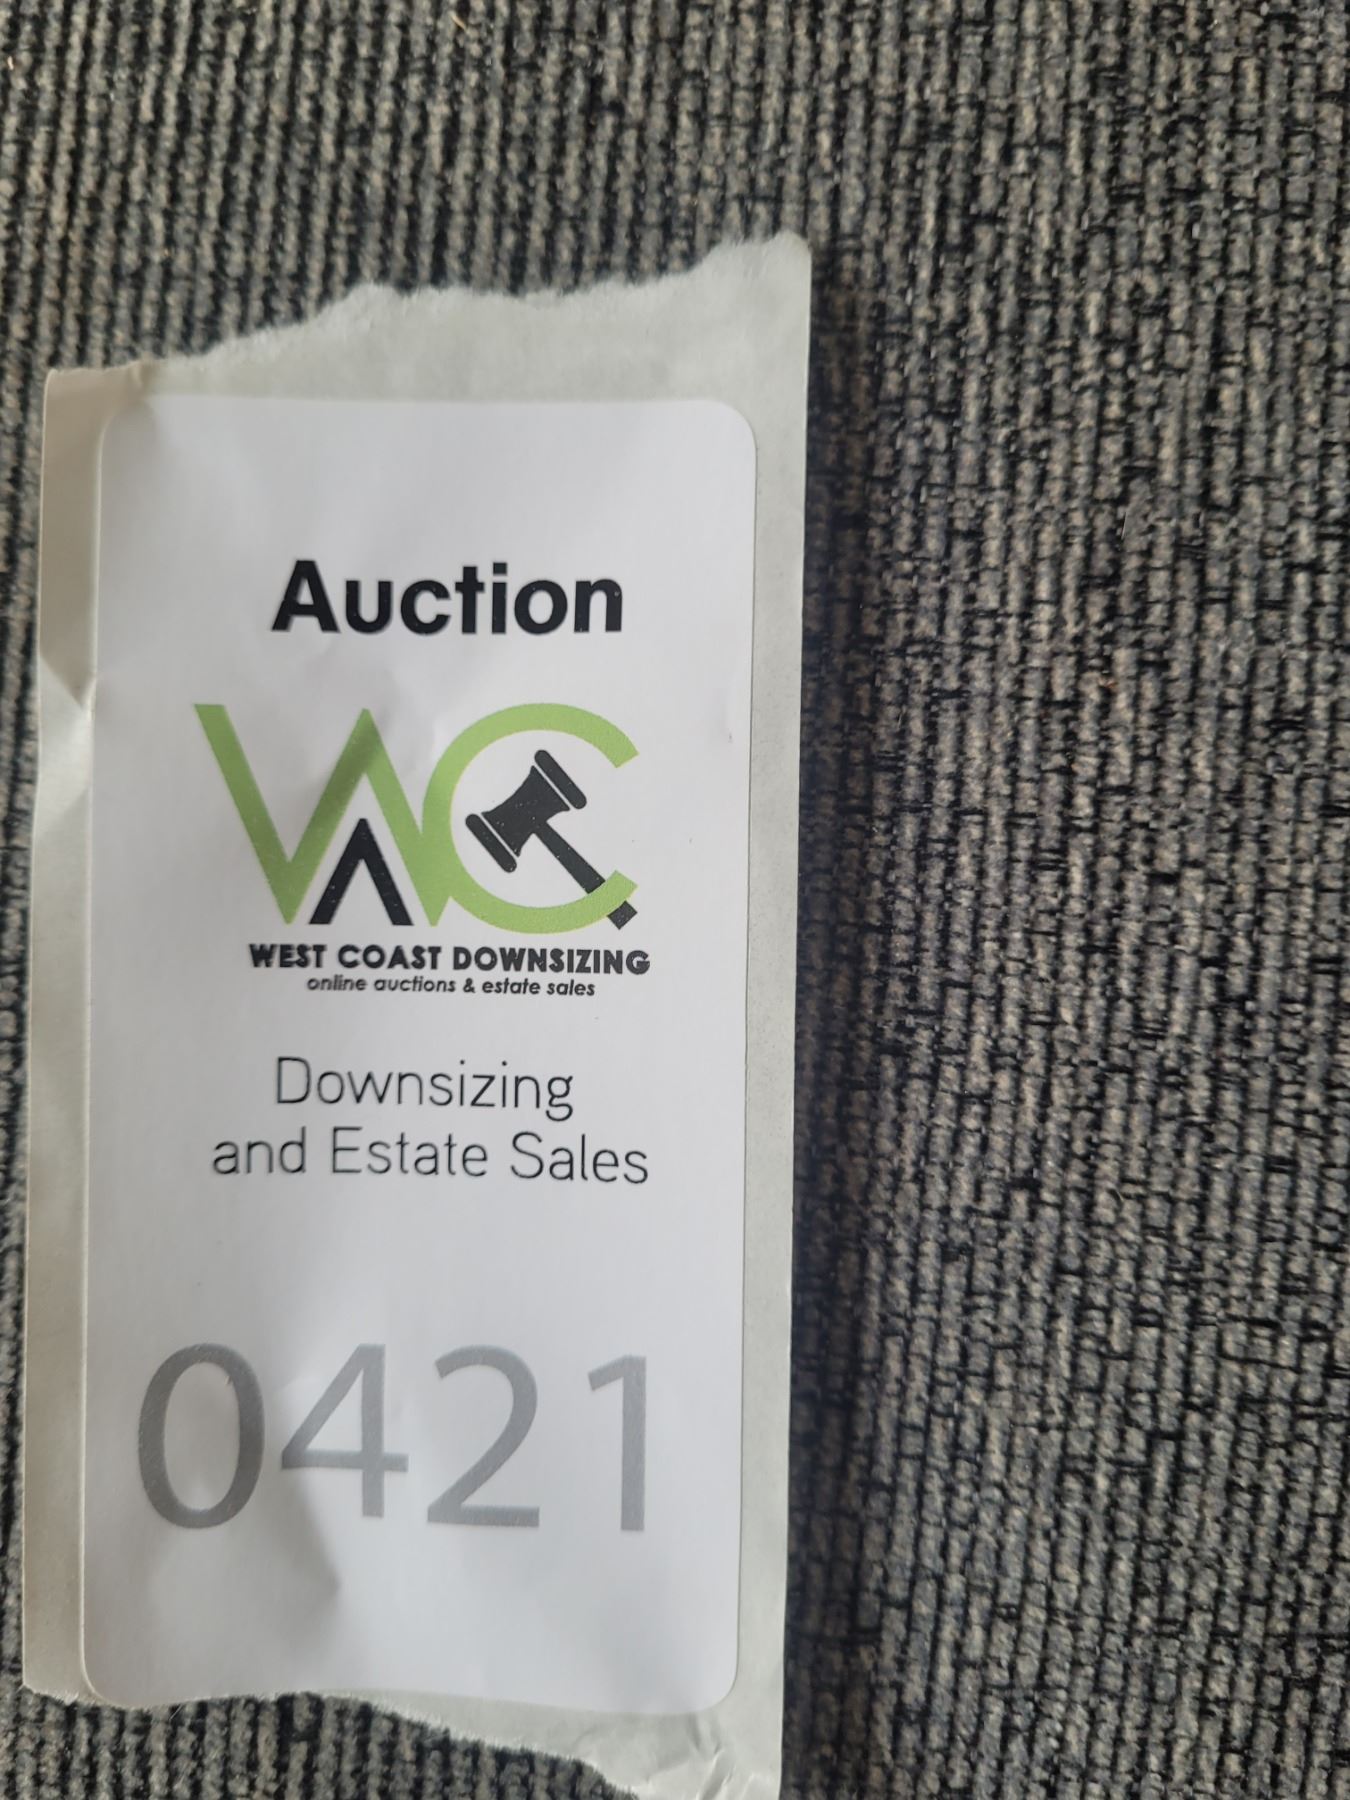 Auction
WC
WEST COAST DOWNSIZING
online auctions & estate sales
Downsizing
and Estate Sales
0421